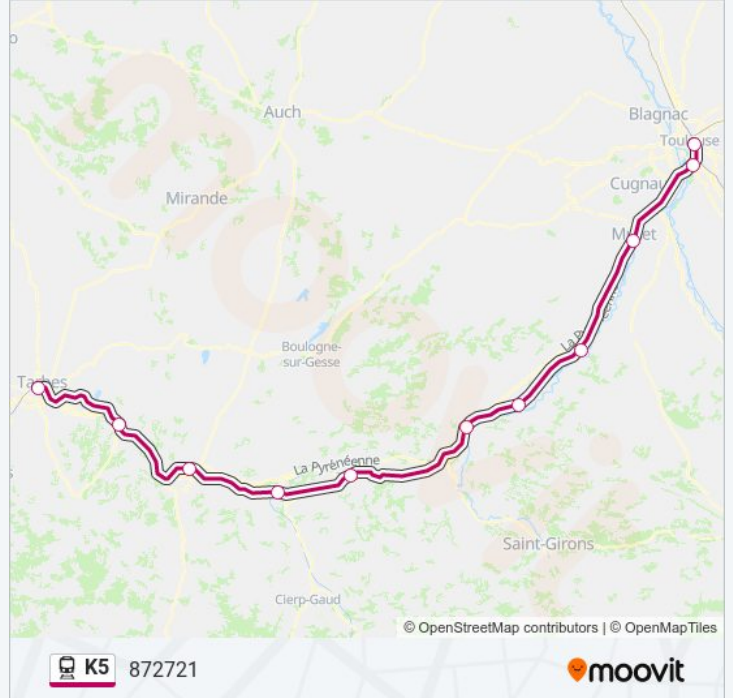 Auch
Blagnac
Toulouse
Cugnau
Mirande
Muret
Boulogne-
sur-Gesse
Tarbes
La Pyrénéenne
Saint-Girons
Cierp-Gaud
© OpenStreetMap contributors | © OpenMapTiles
K5 872721
moovit